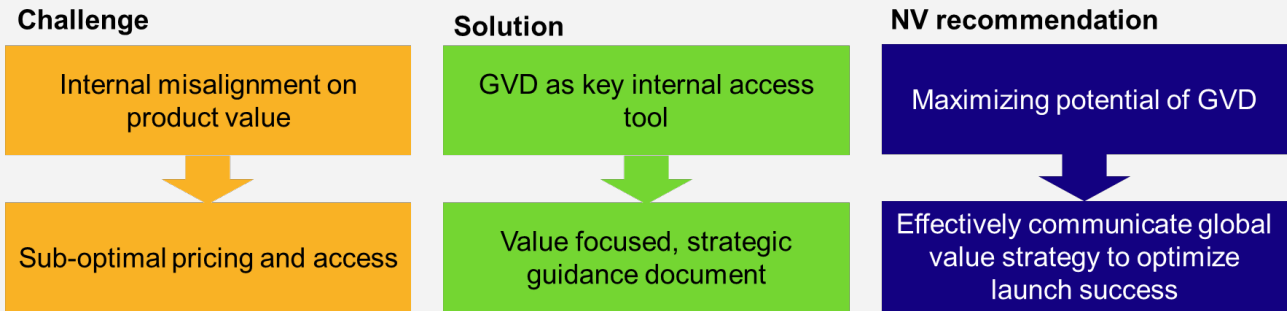 Challenge
Internal misalignment on
product value
Sub-optimal pricing and access
Solution
GVD as key internal access
tool
Value focused, strategic
guidance document
NV recommendation
Maximizing potential of GVD
Effectively communicate global
value strategy to optimize
launch success